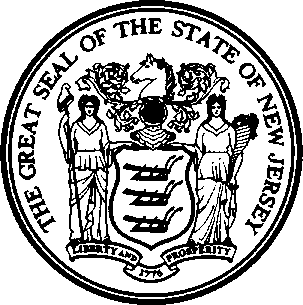 THE GREAT SEAL OF THE STATE OF NEW JERSEY
LIBERTY AND PROSPERITY
1776